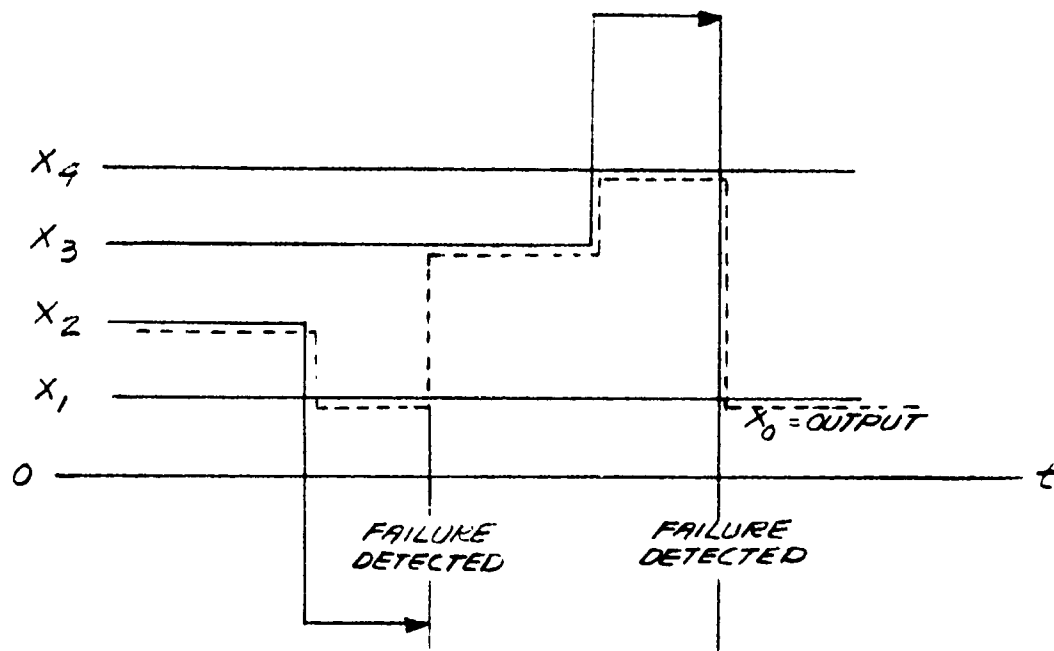 X4
X3
X2
X1
X0 = OUTPUT
0
t
FAILURE
DETECTED
FAILURE
DETECTED